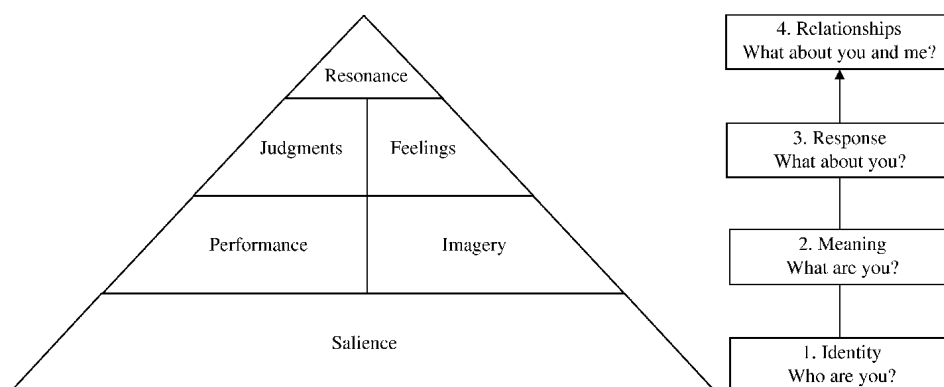 Resonance
Judgments
Feelings
Performance
Imagery
Salience
4. Relationships
What about you and me?
3. Response
What about you?
2. Meaning
What are you?
1. Identity
Who are you?